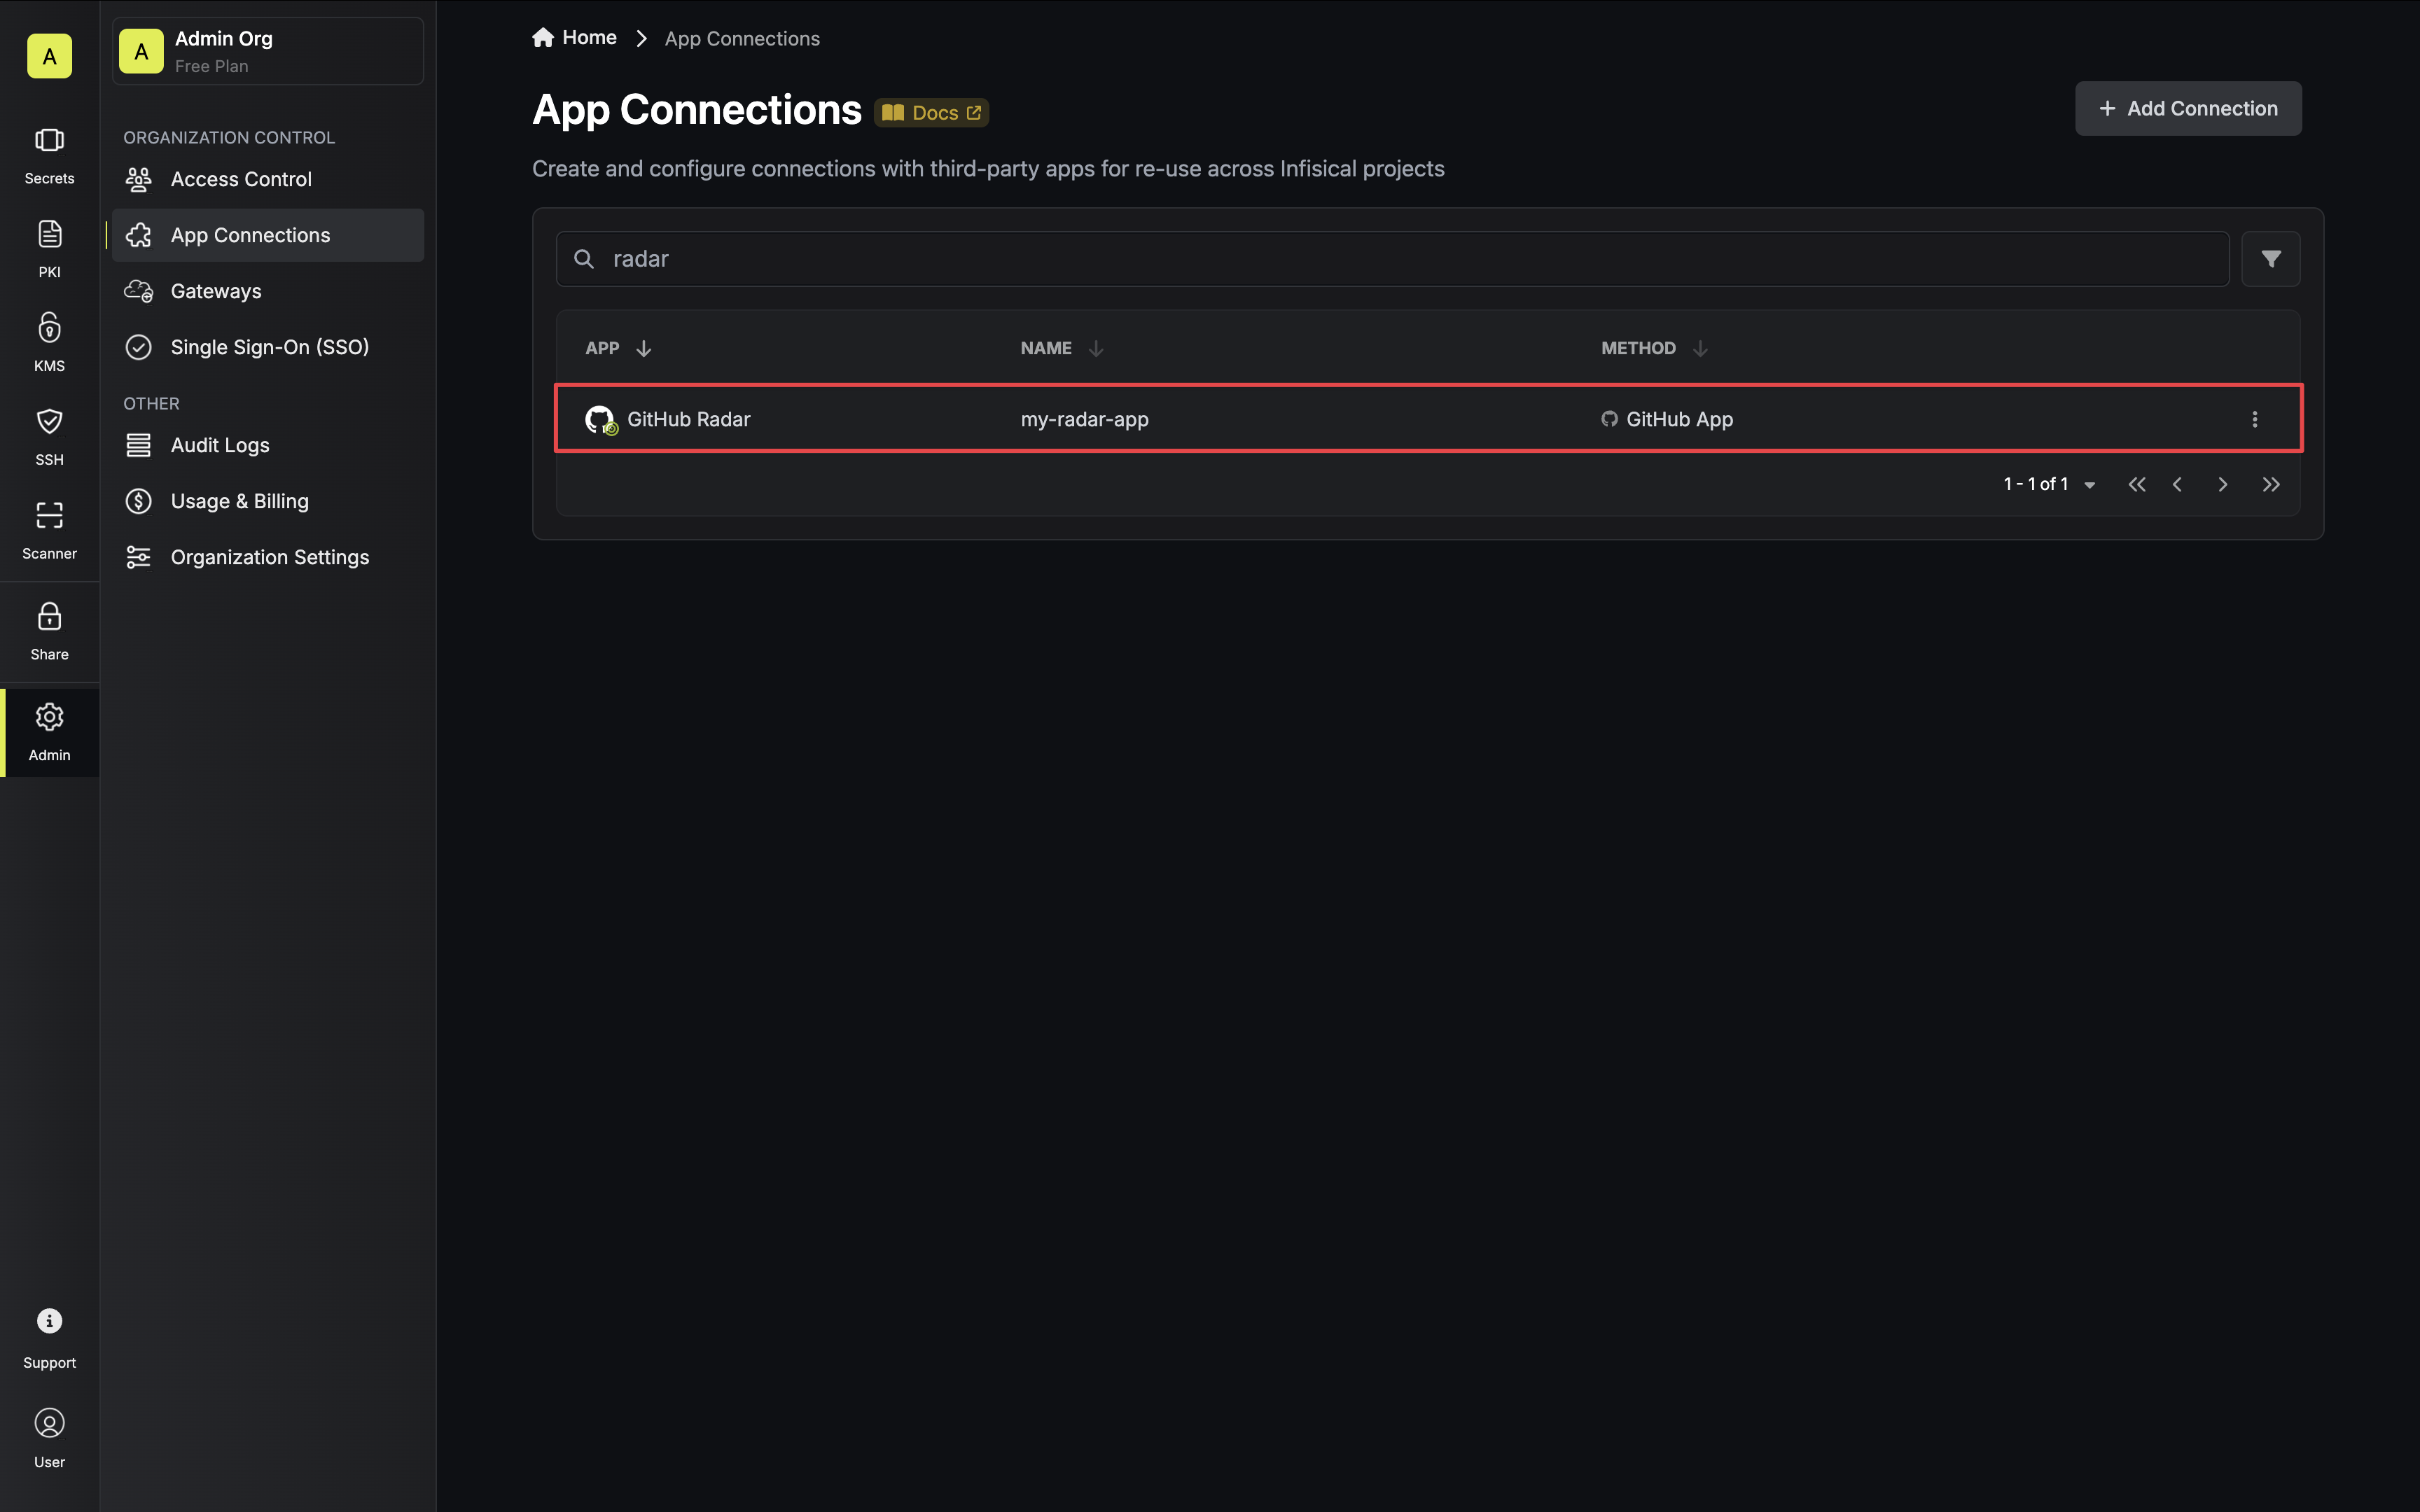 A
Secrets
PKI
KMS
SSH
Scanner
Share
Admin
Support
User
A
Admin Org
Free Plan
ORGANIZATION CONTROL
Access Control
App Connections
Gateways
Single Sign-On (SSO)
OTHER
Audit Logs
Usage & Billing
Organization Settings
Home
App Connections
App Connections
Docs
Add Connection
Create and configure connections with third-party apps for re-use across Infisical projects
radar
APP
NAME
METHOD
GitHub Radar
my-radar-app
GitHub App
1 - 1 of 1